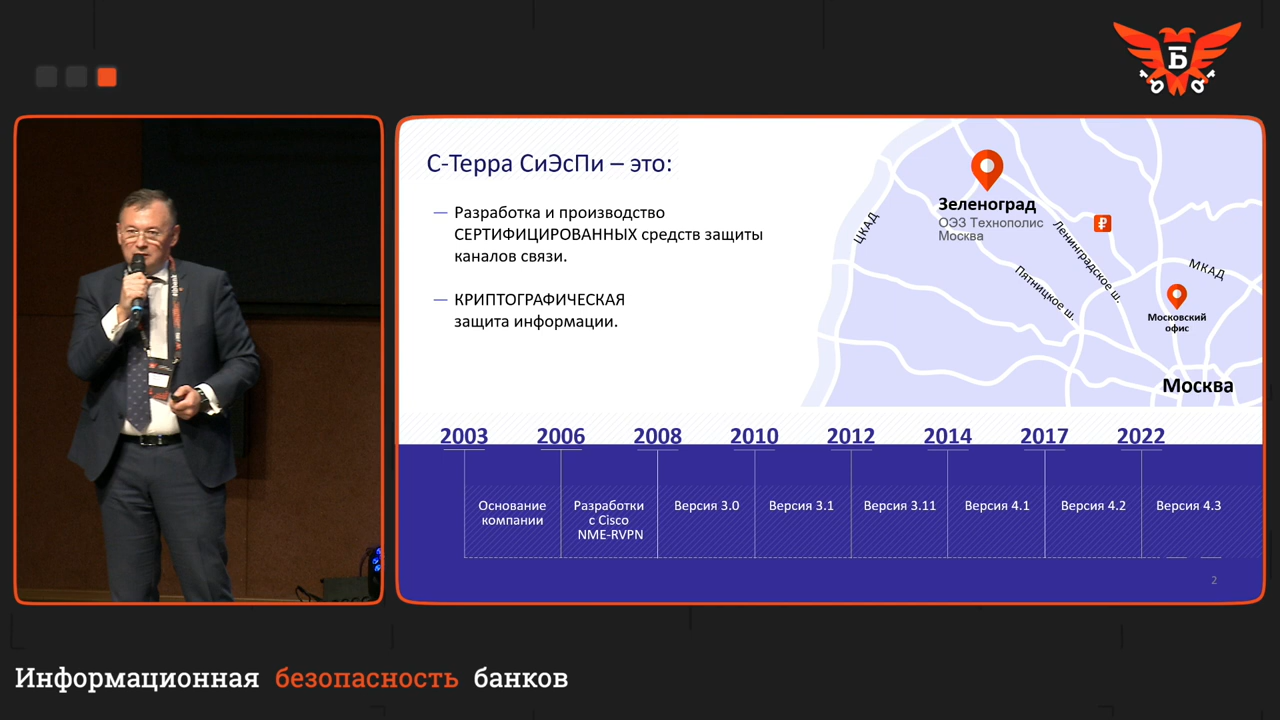 Б
С-Терра СиЭсПи – это:
— Разработка и производство
СЕРТИФИЦИРОВАННЫХ средств защиты
каналов связи.
— КРИПТОГРАФИЧЕСКАЯ
защита информации.
Зеленоград
ОЭЗ Технополис
Москва
ЦКАД
Ленинградское ш.
Пятницкое ш.
МКАД
Московский
офис
Москва
2003 2006 2008 2010 2012 2014 2017 2022
Основание
компании
Разработки
с Cisco
NME-RVPN
Версия 3.0
Версия 3.1
Версия 3.11
Версия 4.1
Версия 4.2
Версия 4.3
2
Информационная безопасность банков